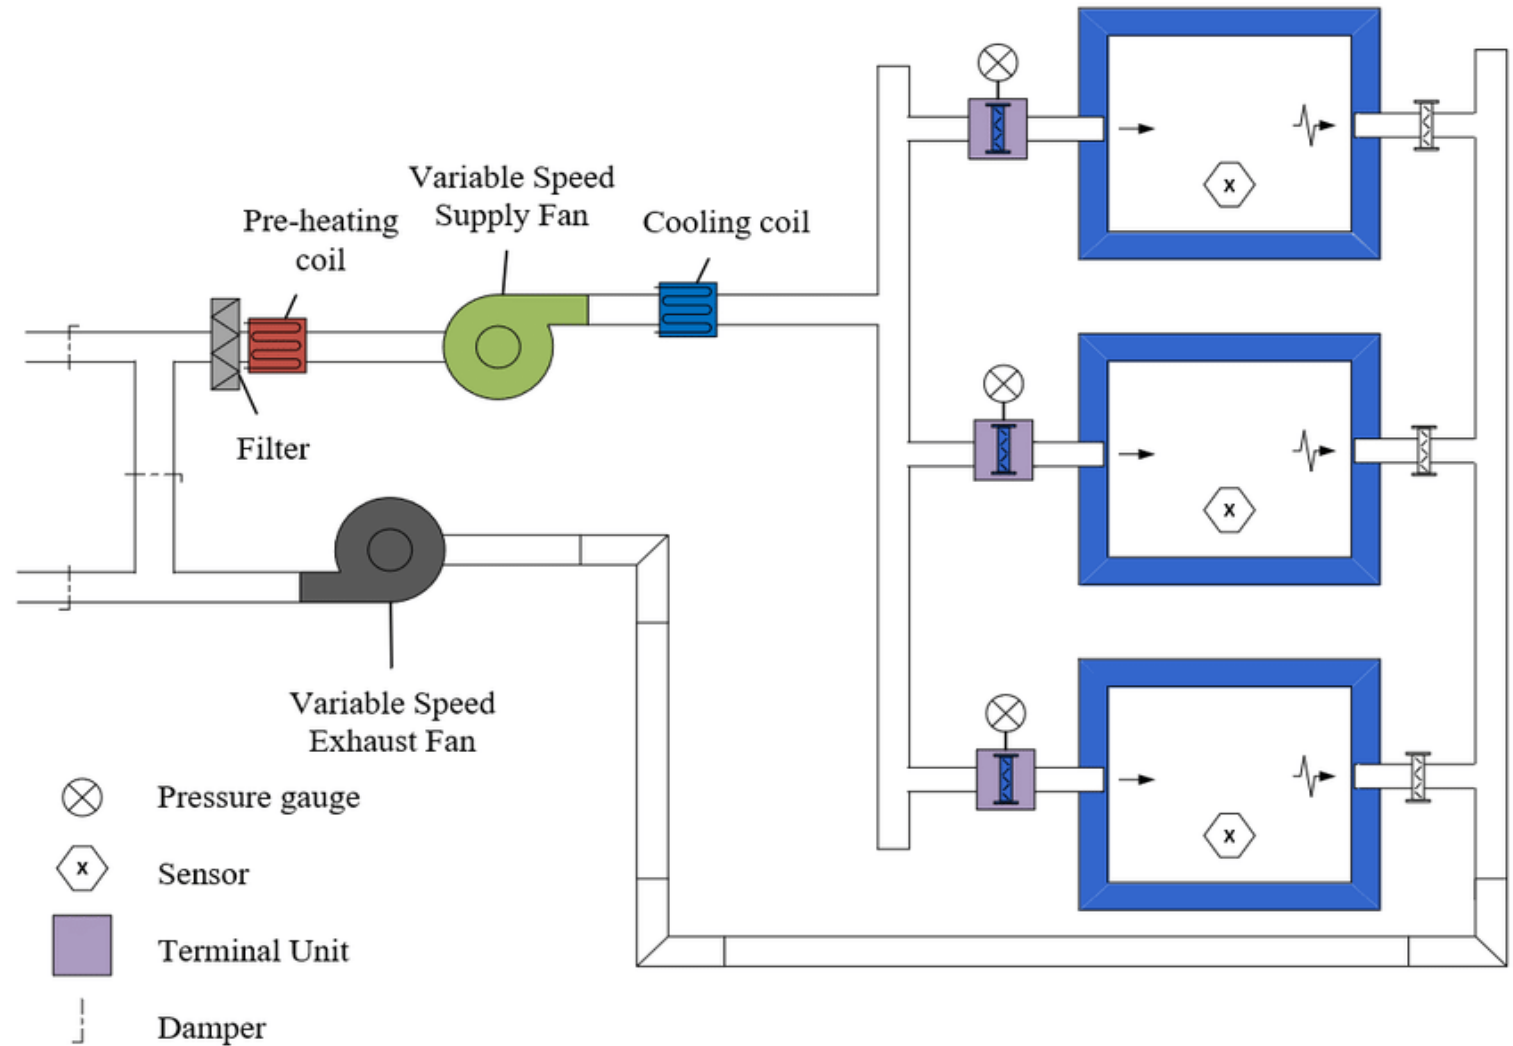 Variable Speed
Supply Fan
Pre-heating
coil
Cooling coil
Filter
Variable Speed
Exhaust Fan
Pressure gauge
Sensor
Terminal Unit
Damper
x
x
x
x